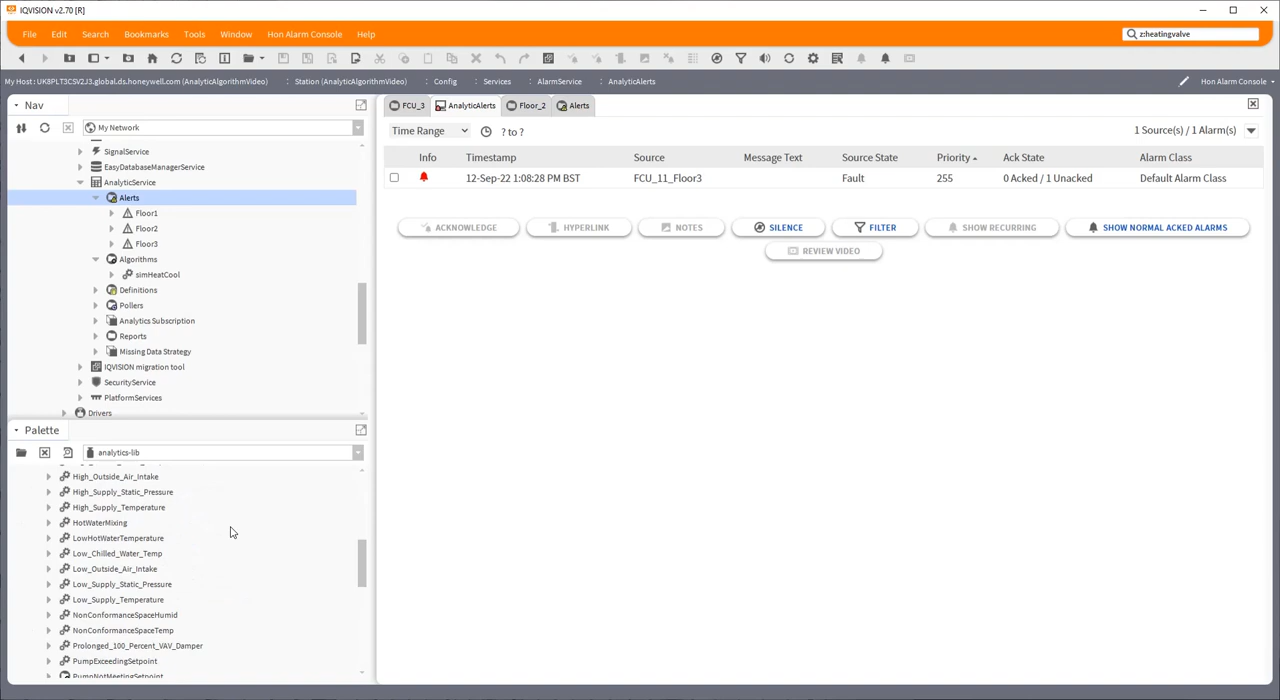 IQVISION v2.70 [R]
File Edit Search Bookmarks Tools Window Hon Alarm Console Help
z:heatingvalve
My Host : UK8PLT3CSV2J3.global.ds.honeywell.com (AnalyticAlgorithmVideo) : Station (AnalyticAlgorithmVideo) : Config : Services : AlarmService : AnalyticAlerts Hon Alarm Console
Nav
My Network
SignalService
EasyDatabaseManagerService
AnalyticService
Alerts
Floor1
Floor2
Floor3
Algorithms
simHeatCool
Definitions
Pollers
Analytics Subscription
Reports
Missing Data Strategy
IQVISION migration tool
SecurityService
PlatformServices
Drivers
Palette
analytics-lib
High_Outside_Air_Intake
High_Supply_Static_Pressure
High_Supply_Temperature
HotWaterMixing
LowHotWaterTemperature
Low_Chilled_Water_Temp
Low_Outside_Air_Intake
Low_Supply_Static_Pressure
Low_Supply_Temperature
NonConformanceSpaceHumid
NonConformanceSpaceTemp
Prolonged_100_Percent_VAV_Damper
PumpExceedingSetpoint
PumpNotMeetingSetpoint
FCU_3 AnalyticAlerts Floor_2 Alerts
Time Range ? to ? 1 Source(s) / 1 Alarm(s)
Info Timestamp Source Message Text Source State Priority Ack State Alarm Class
12-Sep-22 1:08:28 PM BST FCU_11_Floor3 Fault 255 0 Acked / 1 Unacked Default Alarm Class
ACKNOWLEDGE HYPERLINK NOTES SILENCE FILTER SHOW RECURRING SHOW NORMAL ACKED ALARMS
REVIEW VIDEO